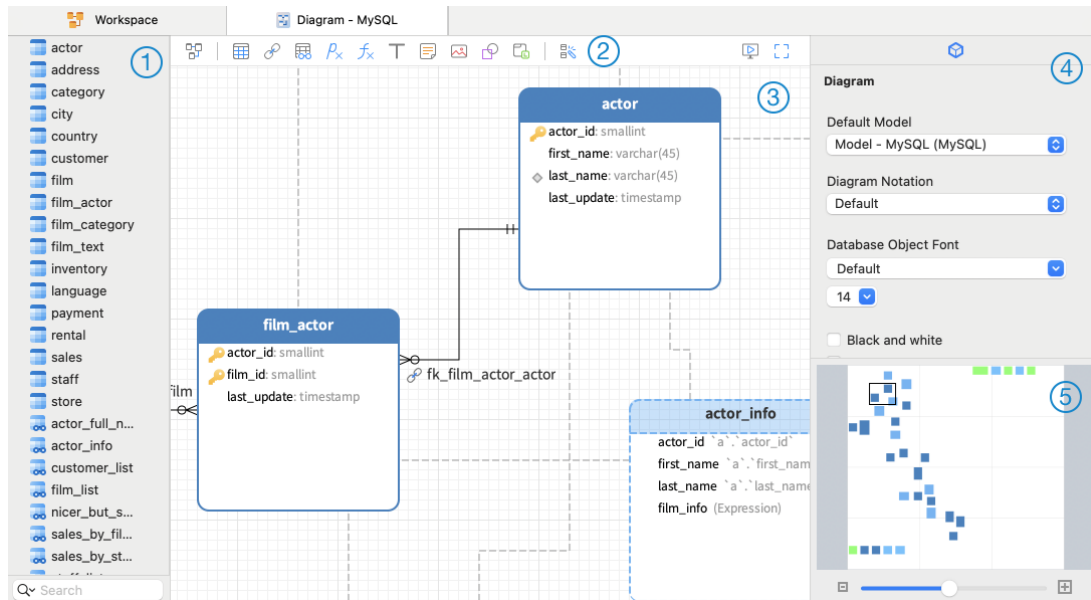 Workspace
Diagram - MySQL
actor
address
category
city
country
customer
film
film_actor
film_category
film_text
inventory
language
payment
rental
sales
staff
store
actor_full_n...
actor_info
customer_list
film_list
nicer_but_s...
sales_by_fil...
sales_by_st...
Search
1
2
3
actor
actor_id: smallint
first_name: varchar(45)
last_name: varchar(45)
last_update: timestamp
film_actor
actor_id: smallint
film_id: smallint
last_update: timestamp
film
fk_film_actor_actor
actor_info
actor_id `a`.`actor_id`
first_name `a`.`first_nam
last_name `a`.`last_name
film_info (Expression)
4
Diagram
Default Model
Model - MySQL (MySQL)
Diagram Notation
Default
Database Object Font
Default
14
Black and white
5